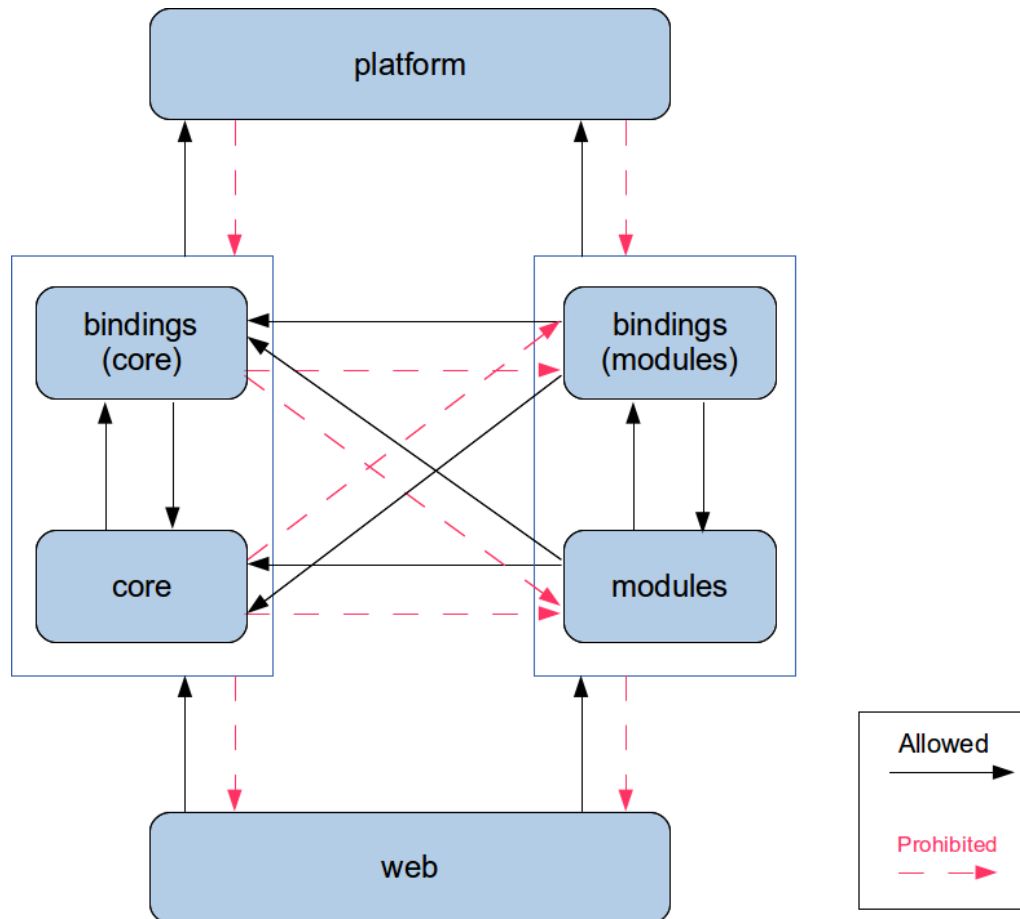 platform
bindings
(core)
bindings
(modules)
core
modules
web
Allowed
Prohibited